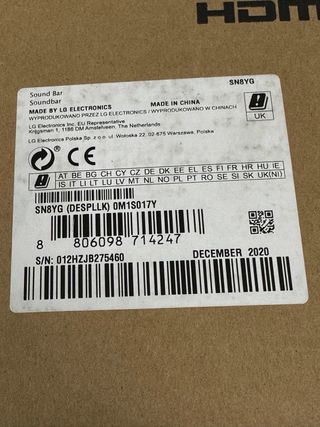 HDMI
Sound Bar
SN8YG
Soundbar
MADE BY LG ELECTRONICS
MADE IN CHINA
WYPRODUKOWANO PRZEZ LG ELECTRONICS / WYPRODUKOWANO W CHINACH
LG Electronics Inc. EU Representative
Krijgsman 1, 1186 DM Amstelveen, The Netherlands
LG Electronics Polska Sp. z o.o. Wołoska 22, 02-675 Warszawa, Polska
UK
CE
AT BE BG CH CY CZ DE DK EE EL ES FI FR HR HU IE
IS IT LI LT LU LV MT NL NO PL PT RO SE SI SK UK(NI)
SN8YG (DESPLLK) 0M1S017Y
8 806098 714247
S/N: 012HZJB275460
DECEMBER 2020